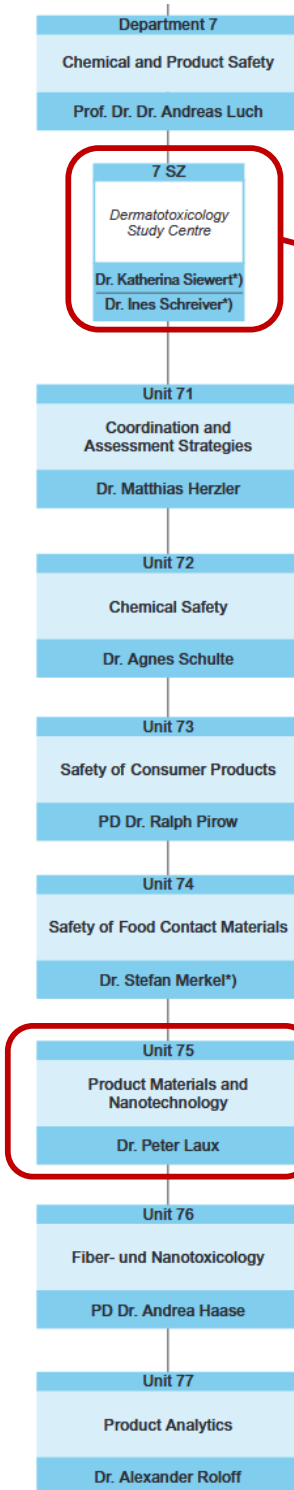 Department 7
Chemical and Product Safety
Prof. Dr. Dr. Andreas Luch
7 SZ
Dermatotoxicology
Study Centre
Dr. Katherina Siewert*)
Dr. Ines Schreiver*)
Unit 71
Coordination and
Assessment Strategies
Dr. Matthias Herzler
Unit 72
Chemical Safety
Dr. Agnes Schulte
Unit 73
Safety of Consumer Products
PD Dr. Ralph Pirow
Unit 74
Safety of Food Contact Materials
Dr. Stefan Merkel*)
Unit 75
Product Materials and
Nanotechnology
Dr. Peter Laux
Unit 76
Fiber- und Nanotoxicology
PD Dr. Andrea Haase
Unit 77
Product Analytics
Dr. Alexander Roloff